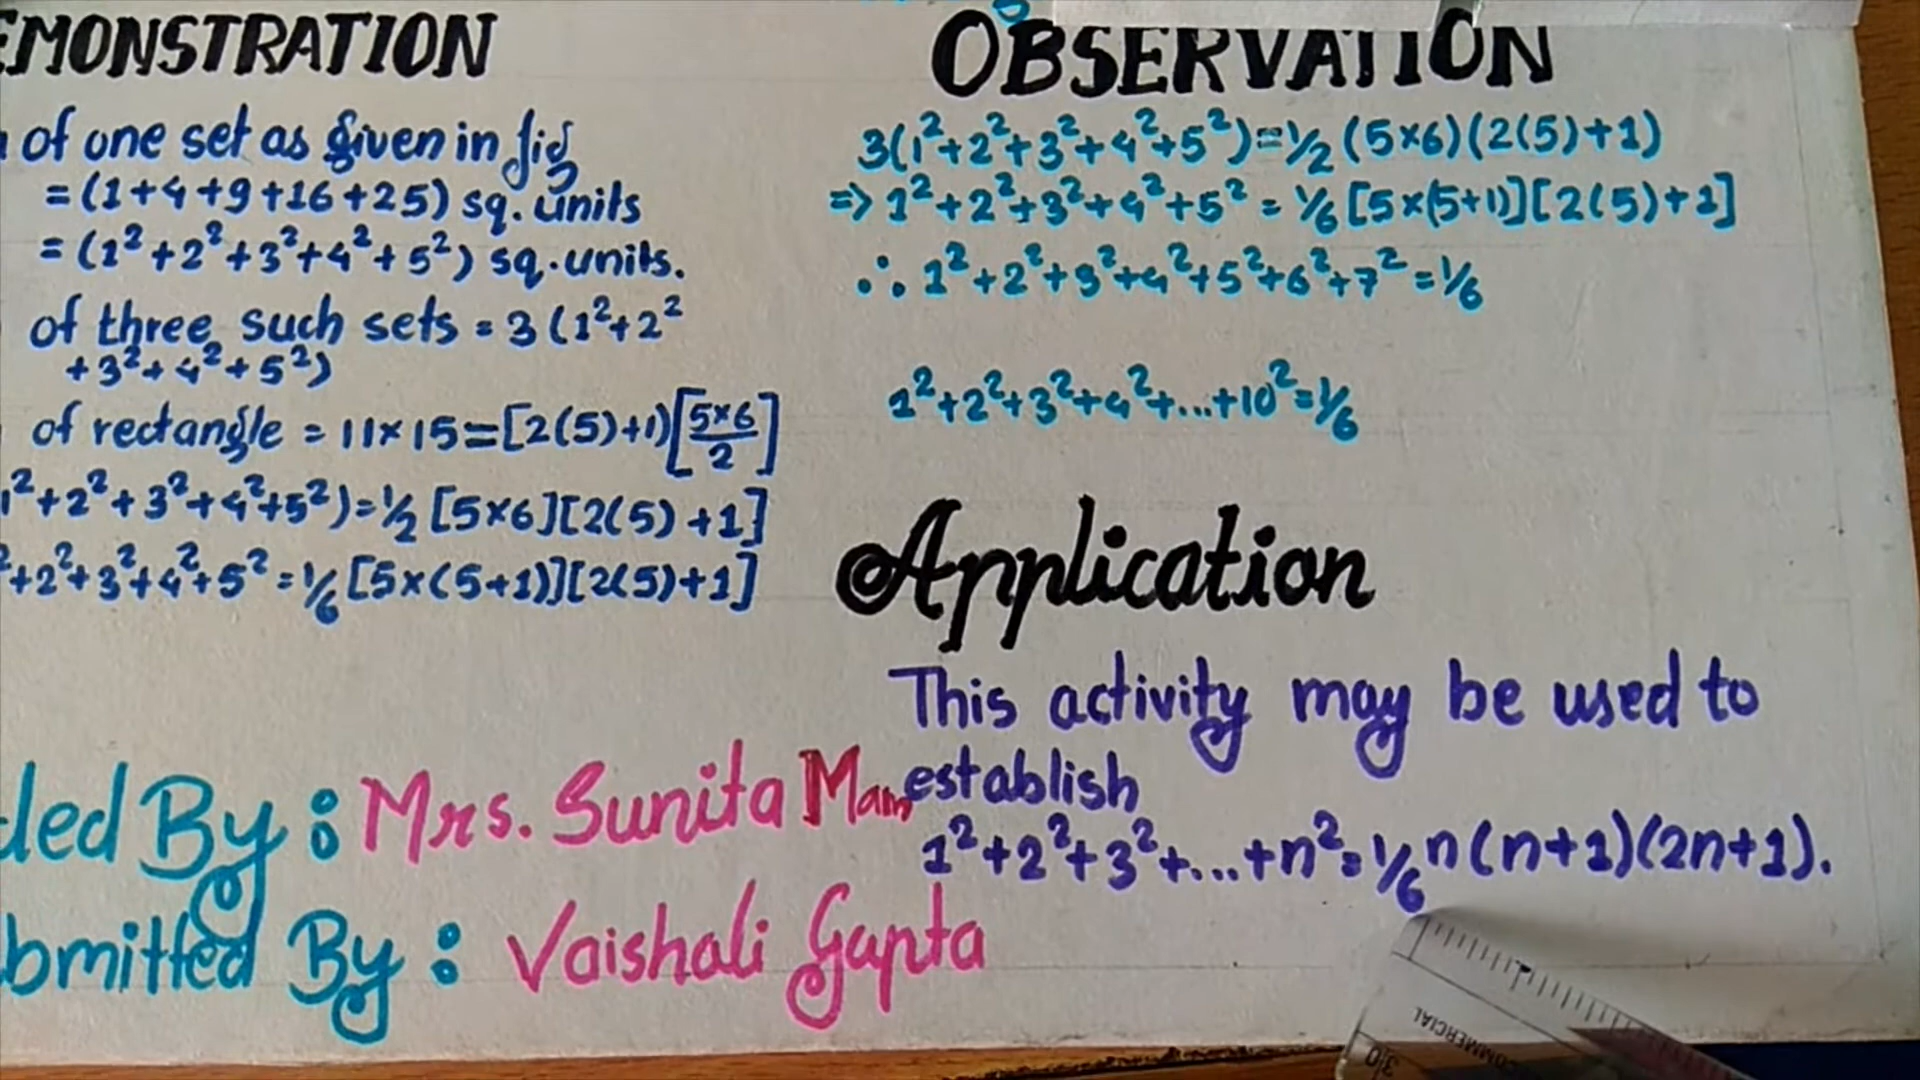 EMONSTRATION
of one set as given in fig
= (1+4+9+16+25) sq. units
= (1²+2²+3²+4²+5²) sq. units.
of three such sets = 3 (1²+2²
+3²+4²+5²)
of rectangle = 11×15=[2(5)+1)[5×6/2]
1²+2²+3²+4²+5²)=½ [5×6][2(5)+1]
²+2²+3²+4²+5²=⅙ [5×(5+1)][2(5)+1]
ded By : Mrs. Sunita Mam
bmitted By : Vaishali Gupta
OBSERVATION
3(1²+2²+3²+4²+5²)=½ (5×6)(2(5)+1)
=> 1²+2²+3²+4²+5² = ⅙ [5×(5+1)][2(5)+1]
∴ 1²+2²+3²+4²+5²+6²+7²=⅙
1²+2²+3²+4²+...+10²=⅙
Application
This activity may be used to
establish
1²+2²+3²+...+n²=⅙ n(n+1)(2n+1).
COMMERCIAL
30